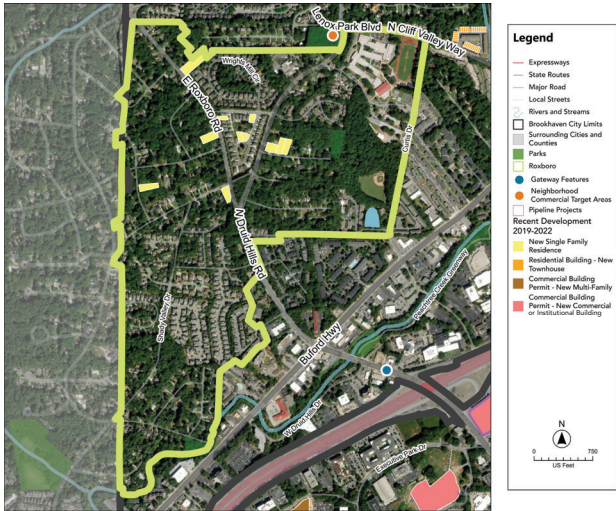 Lenox Park Blvd
N Cliff Valley Way
Wrights Mill Cir
E Roxboro Rd
Curtis Dr
N Druid Hills Rd
Shady Valley Dr
Buford Hwy
Peachtree Creek Greenway
W Druid Hills Dr
Executive Park Dr
Legend
Expressways
State Routes
Major Road
Local Streets
Rivers and Streams
Brookhaven City Limits
Surrounding Cities and
Counties
Parks
Roxboro
Gateway Features
Neighborhood
Commercial Target Areas
Pipeline Projects
Recent Development
2019-2022
New Single Family
Residence
Residential Building - New
Townhouse
Commercial Building
Permit - New Multi-Family
Commercial Building
Permit - New Commercial
or Institutional Building
N
0
750
US Feet